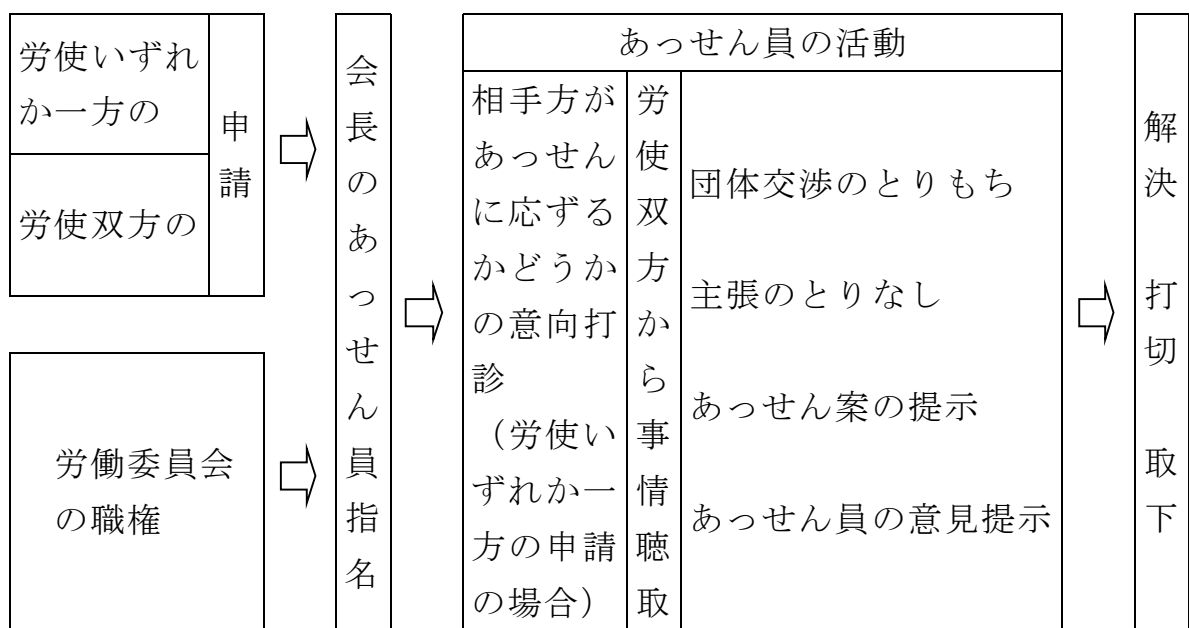 労使いずれ
か一方の
労使双方の
申請
労働委員会
の職権
会長のあっせん員指名
あっせん員の活動
相手方が
あっせん
に応ずる
かどうか
の意向打
診
（労使い
ずれか一
方の申請
の場合）
労使双方から事情聴取
団体交渉のとりもち
主張のとりなし
あっせん案の提示
あっせん員の意見提示
解決　打切　取下